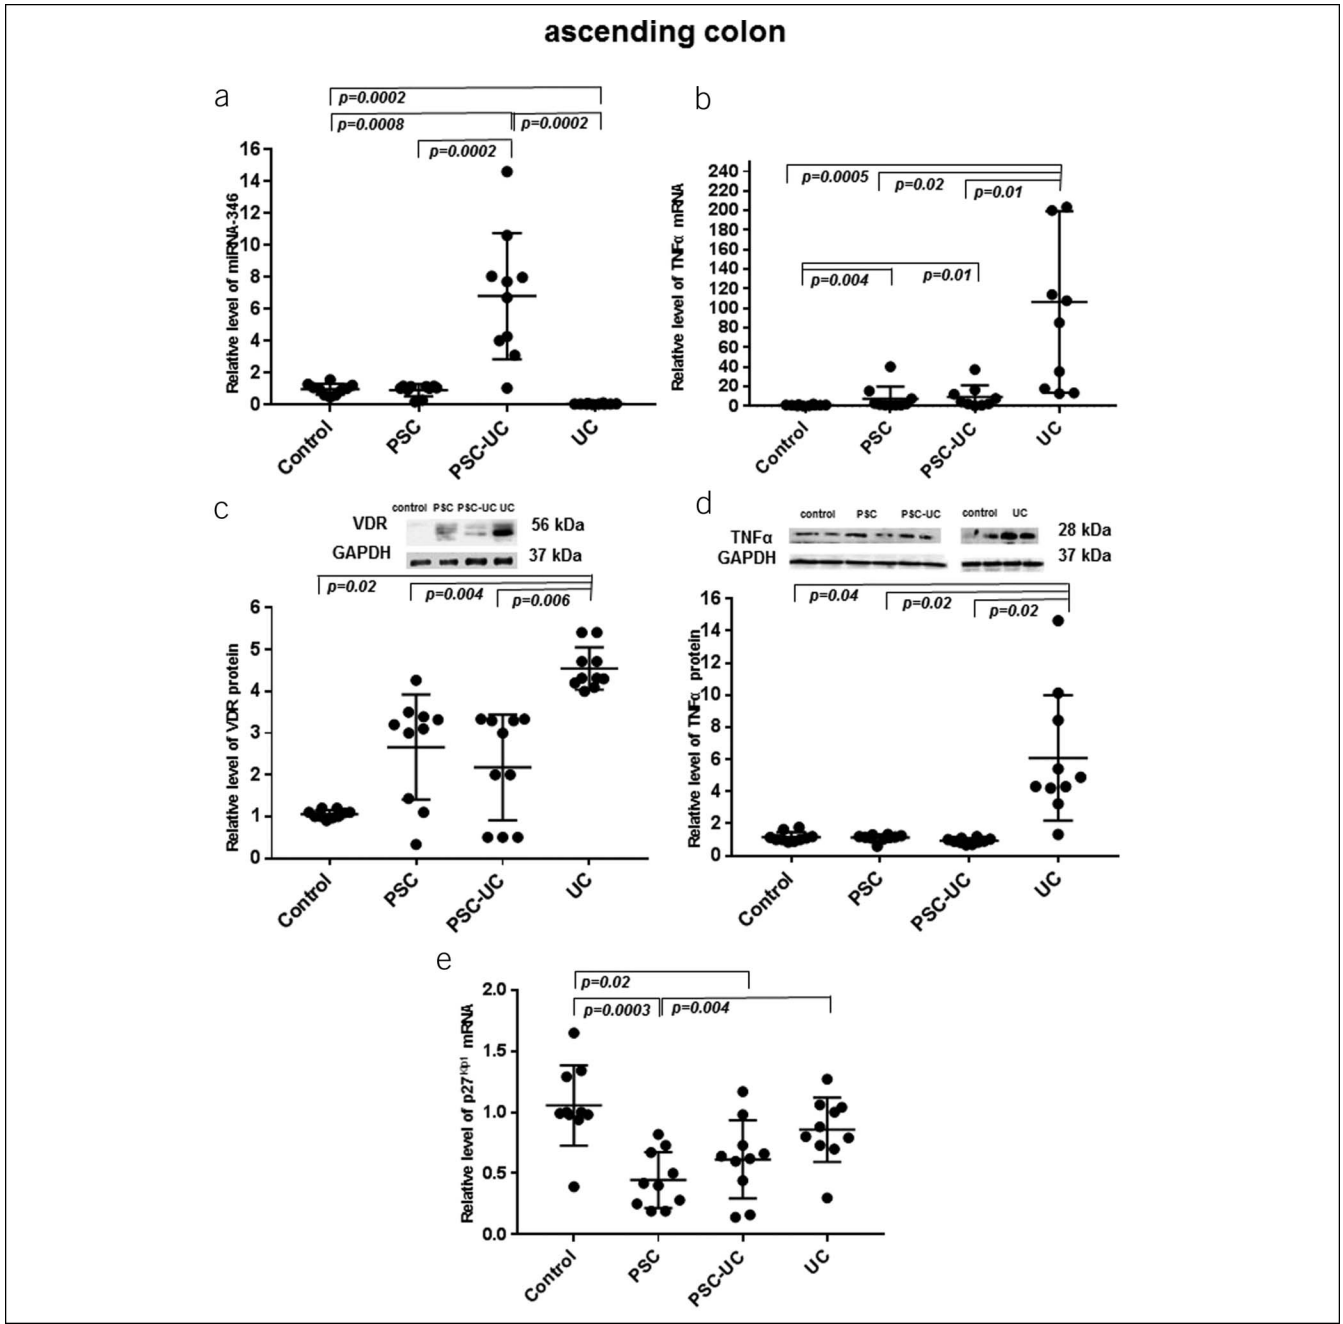 ascending colon
a
p=0.0002
p=0.0008
p=0.0002
p=0.0002
Relative level of miRNA-346
16
14
12
10
8
6
4
2
0
Control
PSC
PSC-UC
UC
b
p=0.0005
p=0.02
p=0.01
p=0.004
p=0.01
Relative level of TNFα mRNA
240
220
200
180
160
140
120
100
80
60
40
20
0
Control
PSC
PSC-UC
UC
c
control PSC PSC-UC UC
VDR
56 kDa
GAPDH
37 kDa
p=0.02
p=0.004
p=0.006
Relative level of VDR protein
6
5
4
3
2
1
0
Control
PSC
PSC-UC
UC
d
control PSC PSC-UC control UC
TNFα
28 kDa
GAPDH
37 kDa
p=0.04
p=0.02
p=0.02
Relative level of TNFα protein
16
14
12
10
8
6
4
2
0
Control
PSC
PSC-UC
UC
e
p=0.02
p=0.0003
p=0.004
Relative level of p27ᴷⁱᵖ¹ mRNA
2.0
1.5
1.0
0.5
0.0
Control
PSC
PSC-UC
UC